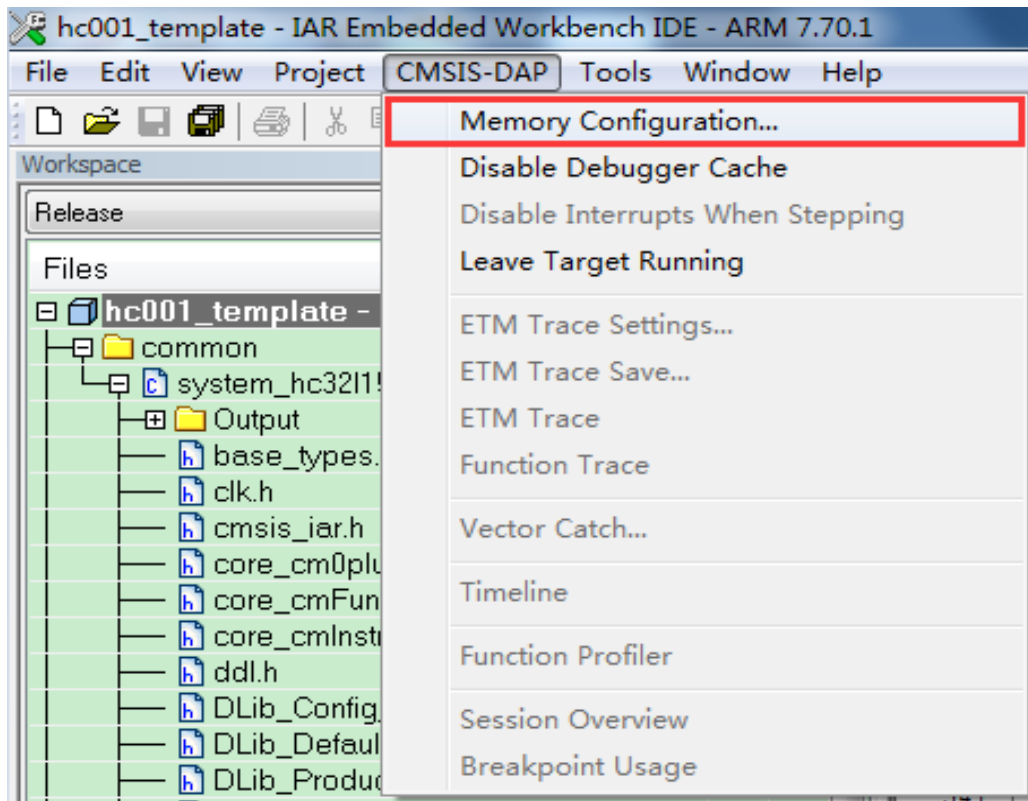 hc001_template - IAR Embedded Workbench IDE - ARM 7.70.1
File Edit View Project CMSIS-DAP Tools Window Help
Workspace
Release
Files
hc001_template -
common
system_hc32l1
Output
base_types.
clk.h
cmsis_iar.h
core_cm0plu
core_cmFun
core_cmInstr
ddl.h
DLib_Config_
DLib_Defaul
DLib_Produc
Memory Configuration...
Disable Debugger Cache
Disable Interrupts When Stepping
Leave Target Running
ETM Trace Settings...
ETM Trace Save...
ETM Trace
Function Trace
Vector Catch...
Timeline
Function Profiler
Session Overview
Breakpoint Usage